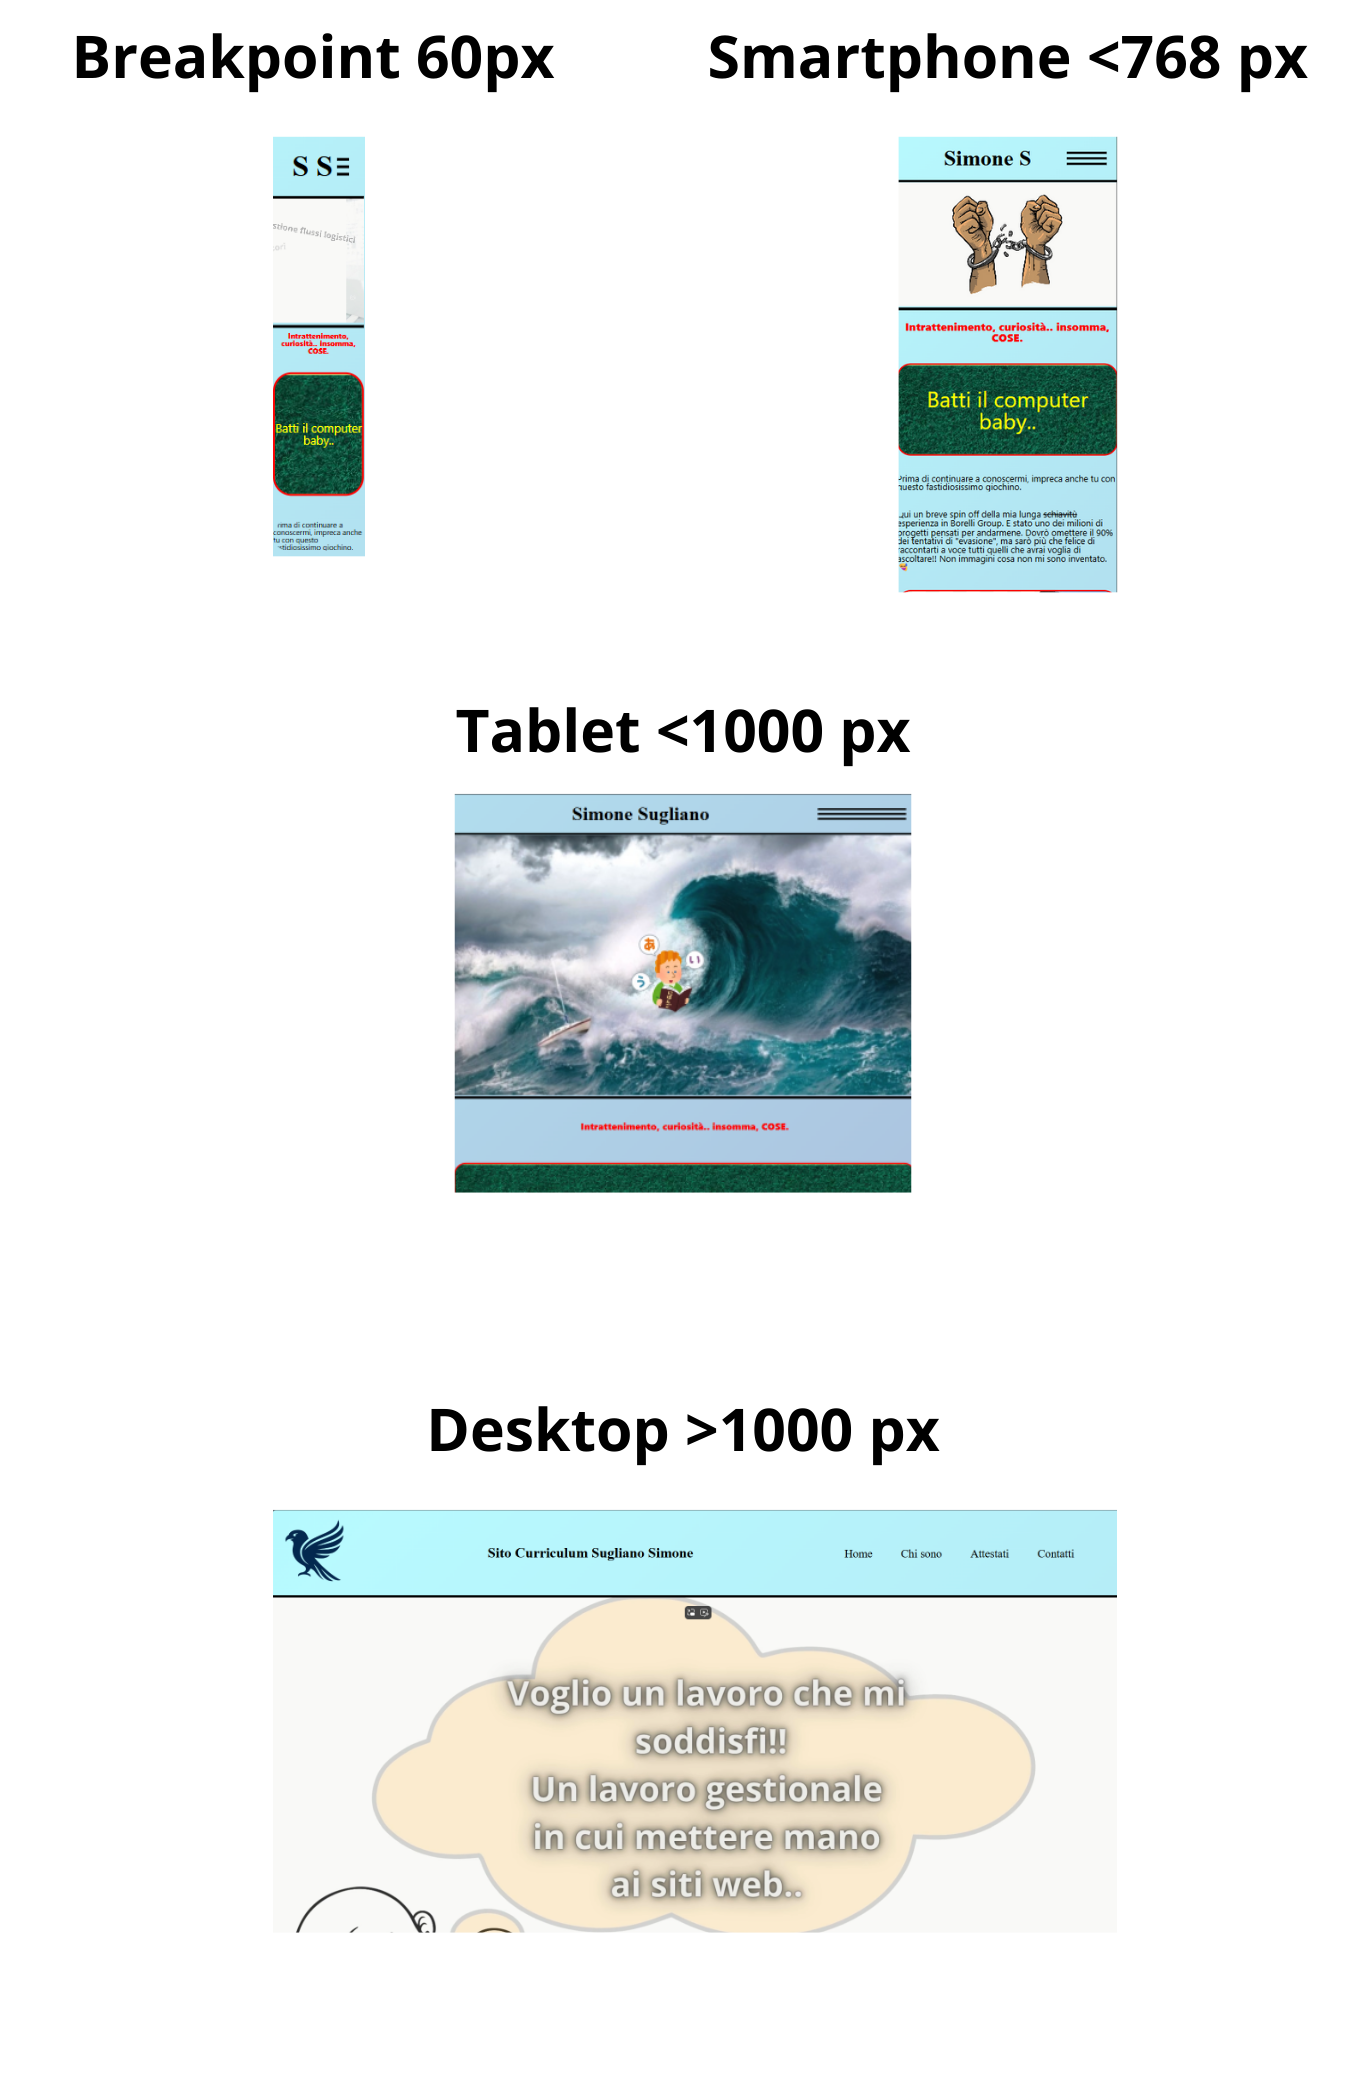 Breakpoint 60px
Smartphone <768 px
S S
stione flussi logistici
Intrattenimento,
curiosità.. insomma,
COSE.
Batti il computer
baby..
rima di continuare a
conoscermi, impreca anche
tu con questo
stidiosissimo giochino.
Simone S
Intrattenimento, curiosità.. insomma,
COSE.
Batti il computer
baby..
Prima di continuare a conoscermi, impreca anche tu con
questo fastidiosissimo giochino.
Qui un breve spin off della mia lunga schiavitù
esperienza in Borelli Group. E stato uno dei milioni di
progetti pensati per andarmene. Dovrò omettere il 90%
dei tentativi di "evasione", ma sarò più che felice di
raccontarti a voce tutti quelli che avrai voglia di
ascoltare!! Non immagini cosa non mi sono inventato.
Tablet <1000 px
Simone Sugliano
あ
い
う
Intrattenimento, curiosità.. insomma, COSE.
Desktop >1000 px
Sito Curriculum Sugliano Simone
Home Chi sono Attestati Contatti
Voglio un lavoro che mi
soddisfi!!
Un lavoro gestionale
in cui mettere mano
ai siti web..